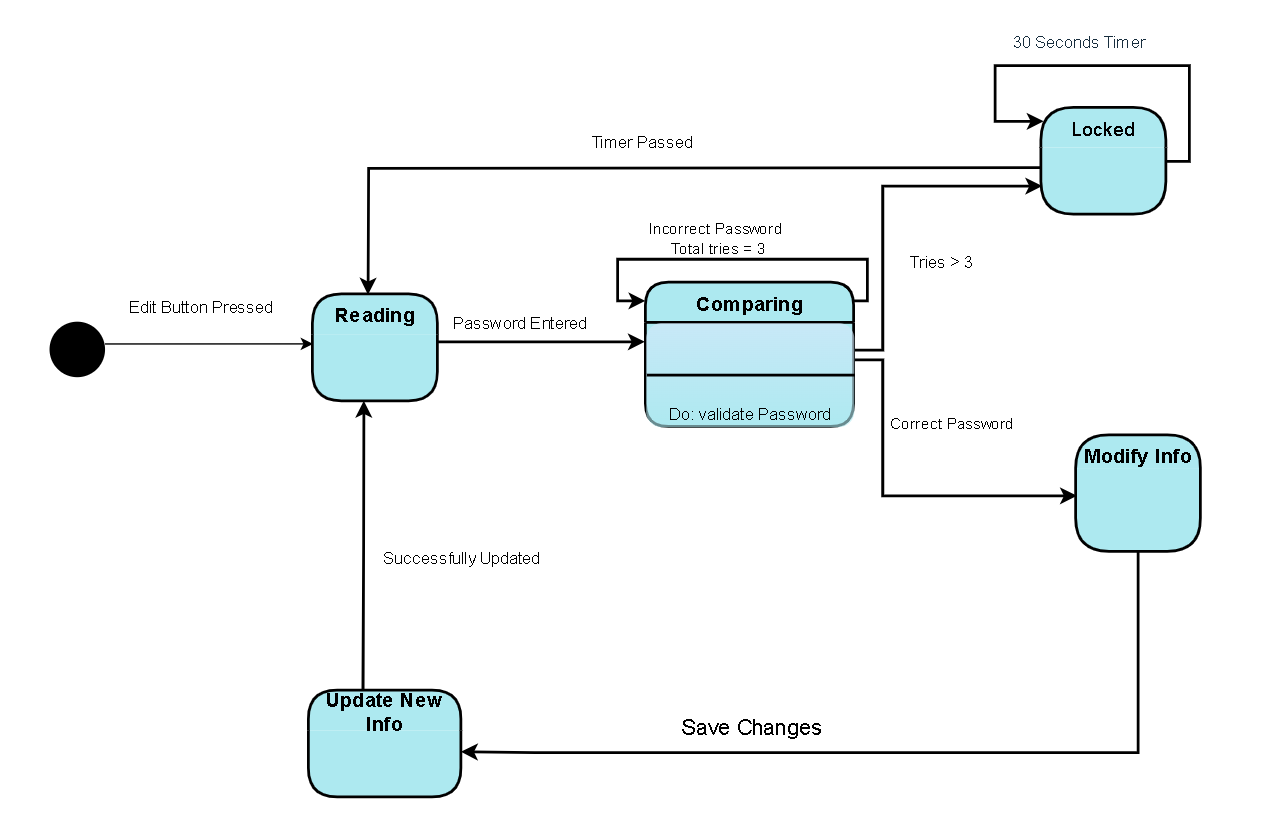 30 Seconds Timer
Locked
Timer Passed
Incorrect Password
Total tries = 3
Tries > 3
Edit Button Pressed
Reading
Password Entered
Comparing
Do: validate Password
Correct Password
Modify Info
Successfully Updated
Update New
Info
Save Changes